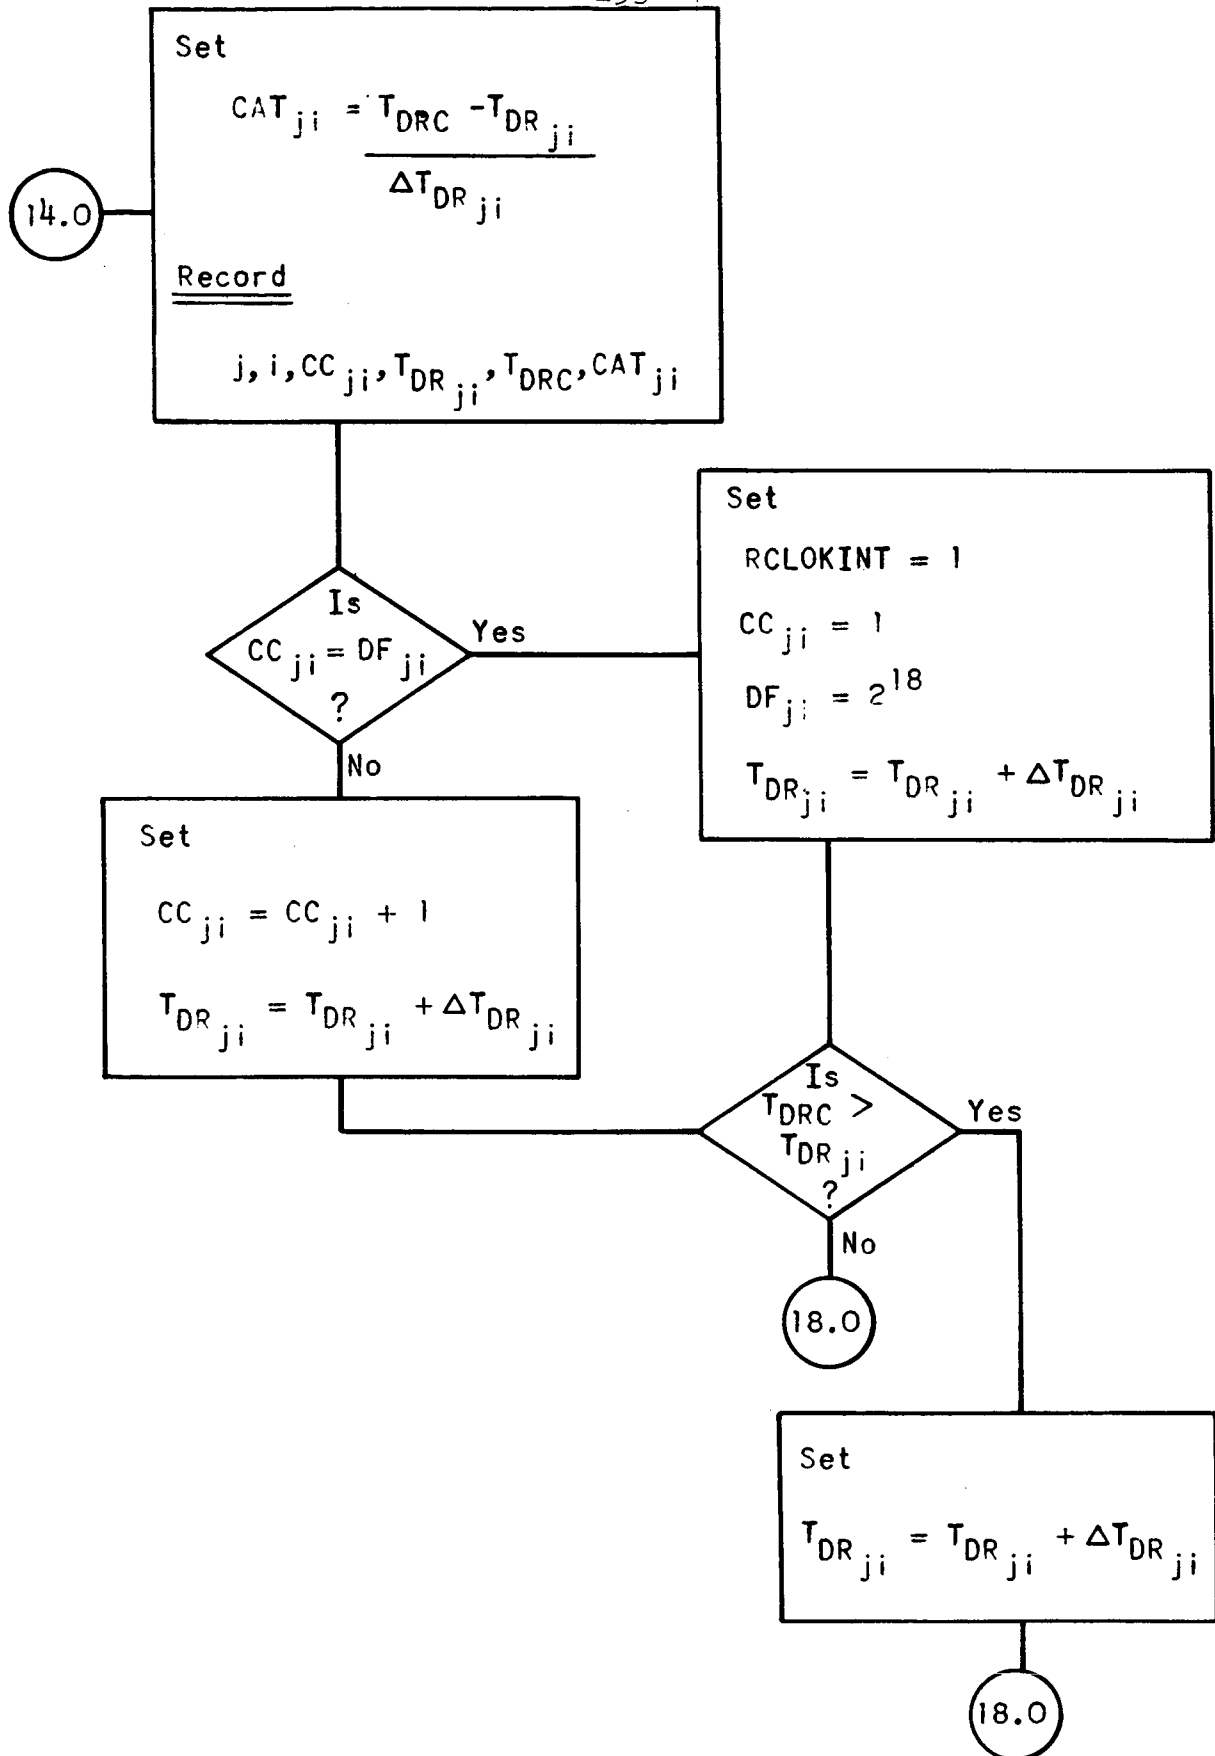 Set
CAT ji = T DRC - T DR ji
ΔT DR ji
14.0
Record
j, i, CC ji, T DR ji, T DRC, CAT ji
Set
RCLOKINT = 1
CC ji = 1
DF ji = 2^18
T DR ji = T DR ji + ΔT DR ji
Is
CC ji = DF ji
?
Yes
No
Set
CC ji = CC ji + 1
T DR ji = T DR ji + ΔT DR ji
Is
T DRC >
T DR ji
?
Yes
No
18.0
Set
T DR ji = T DR ji + ΔT DR ji
18.0